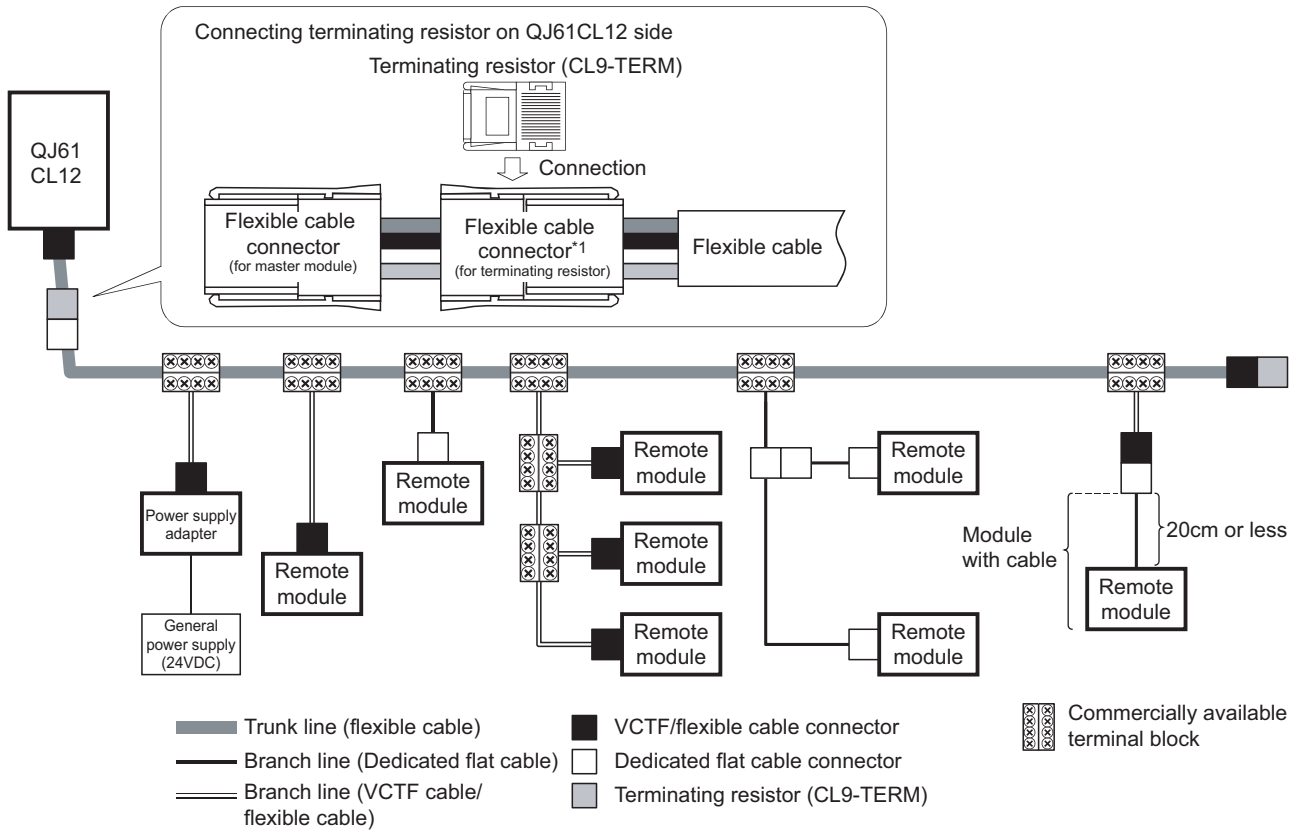 Connecting terminating resistor on QJ61CL12 side
Terminating resistor (CL9-TERM)
Connection
QJ61
CL12
Flexible cable
connector
(for master module)
Flexible cable
connector*1
(for terminating resistor)
Flexible cable
Power supply
adapter
General
power supply
(24VDC)
Remote
module
Remote
module
Remote
module
Remote
module
Remote
module
Remote
module
Remote
module
Module
with cable
20cm or less
Remote
module
Trunk line (flexible cable)
Branch line (Dedicated flat cable)
Branch line (VCTF cable/
flexible cable)
VCTF/flexible cable connector
Dedicated flat cable connector
Terminating resistor (CL9-TERM)
Commercially available
terminal block